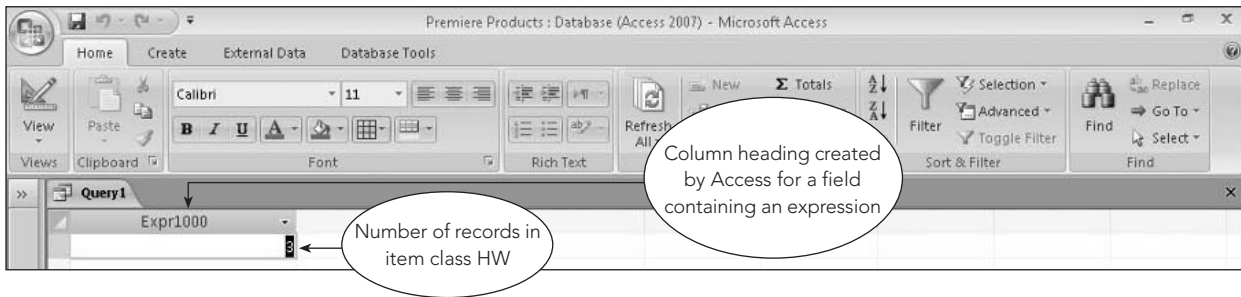 Premiere Products : Database (Access 2007) - Microsoft Access
Home Create External Data Database Tools
View
Paste
Calibri 11
B I U A
Refresh All
New
Σ Totals
Filter
Selection
Advanced
Toggle Filter
Find
Replace
Go To
Select
Views Clipboard Font Rich Text Sort & Filter Find
Query1
Expr1000
3
Number of records in
item class HW
Column heading created
by Access for a field
containing an expression